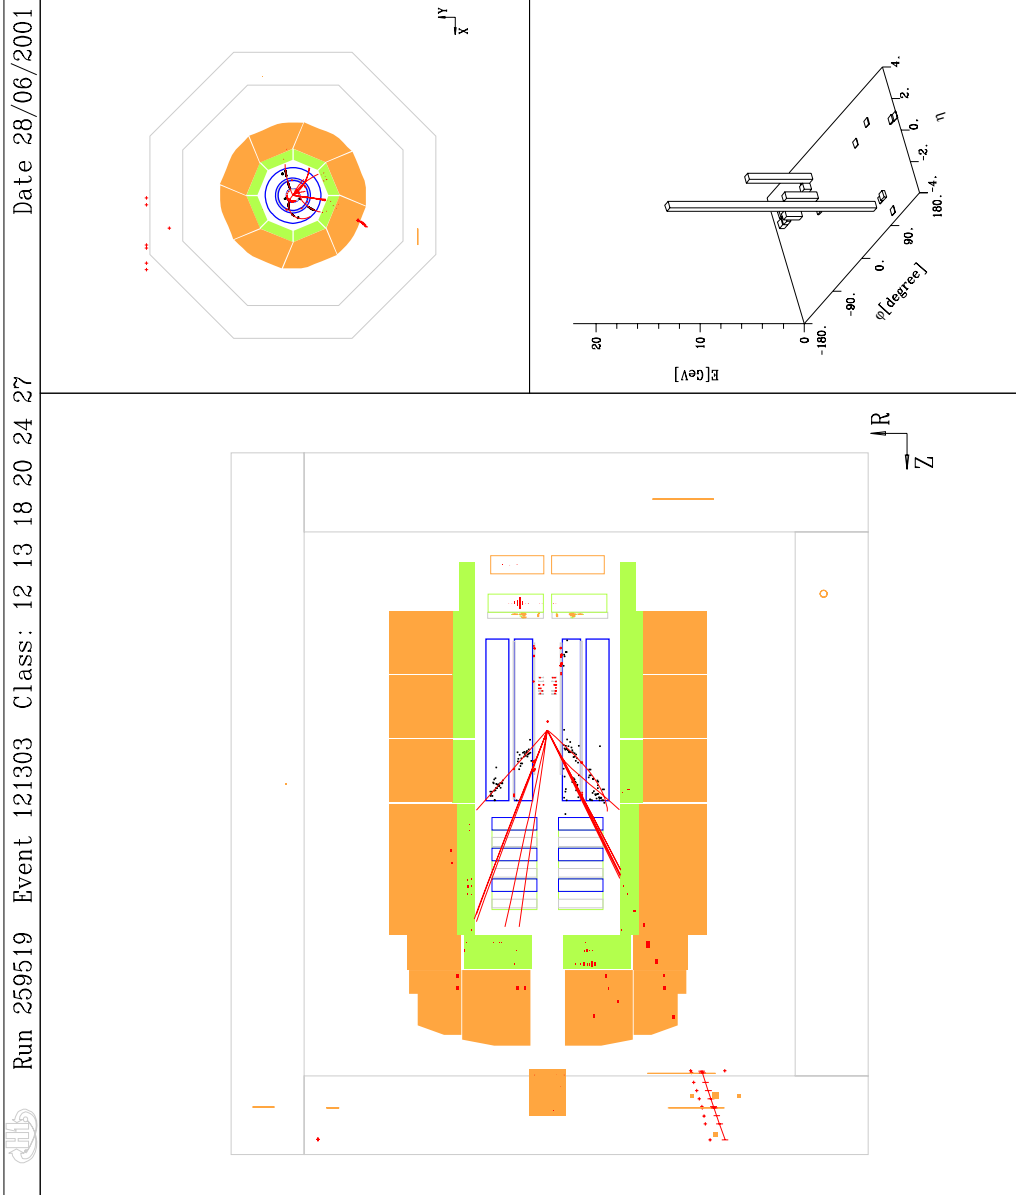 Run 259519 Event 121303 Class: 12 13 18 20 24 27 Date 28/06/2001
Y
X
E[GeV]
20
10
0
-180.
-90.
0.
90.
180.
φ[degree]
-4.
-2.
0.
2.
4.
η
R
Z
H1